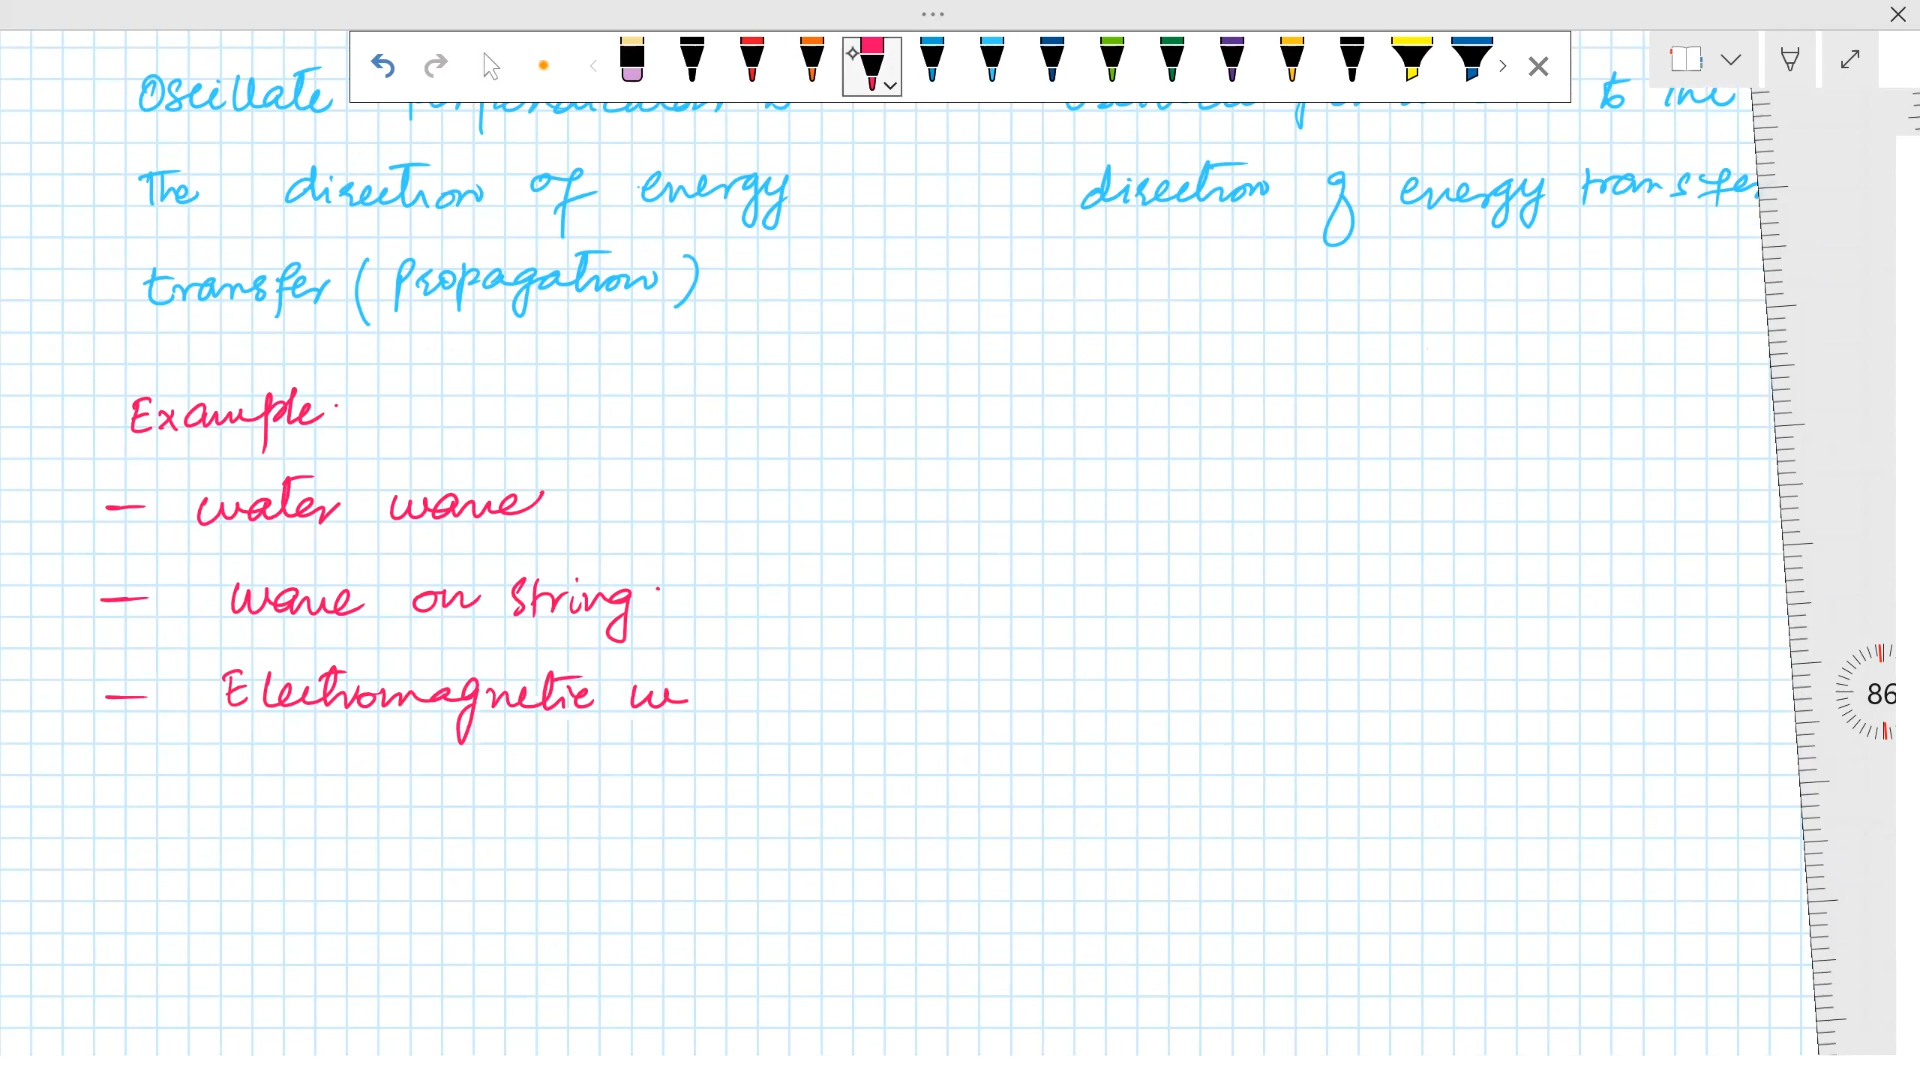 Oscillate
to the
The direction of energy
direction of energy transfer
transfer (Propagation)
Example.
- water wave
- wave on string.
- Electromagnetic w
86